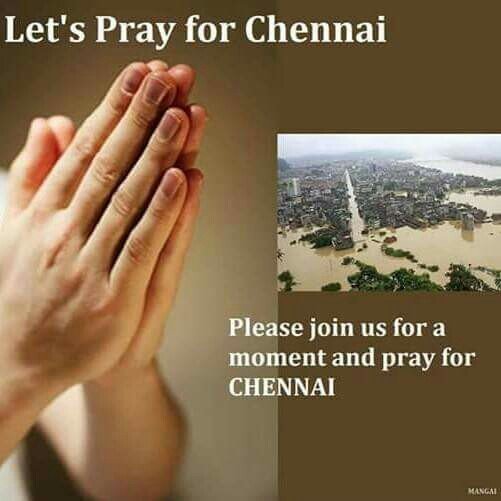 Let's Pray for Chennai
Please join us for a
moment and pray for
CHENNAI
MANGAI